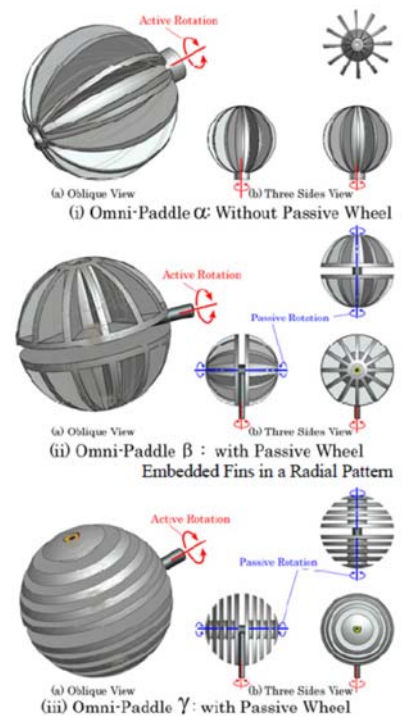 Active Rotation
(a) Oblique View
(b) Three Sides View
(i) Omni-Paddle α: Without Passive Wheel
Active Rotation
Passive Rotation
(a) Oblique View
(b) Three Sides View
(ii) Omni-Paddle β : with Passive Wheel
Embedded Fins in a Radial Pattern
Active Rotation
Passive Rotation
(a) Oblique View
(b) Three Sides View
(iii) Omni-Paddle γ: with Passive Wheel